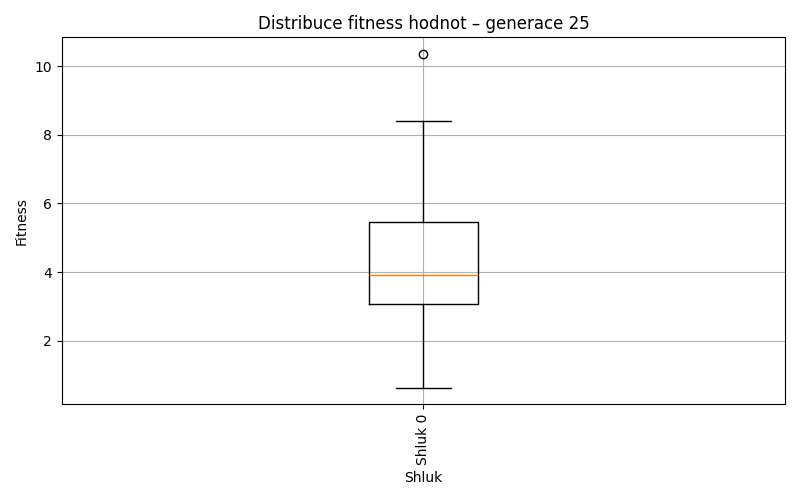 Distribuce fitness hodnot – generace 25
10
8
6
4
2
Fitness
Shluk 0
Shluk